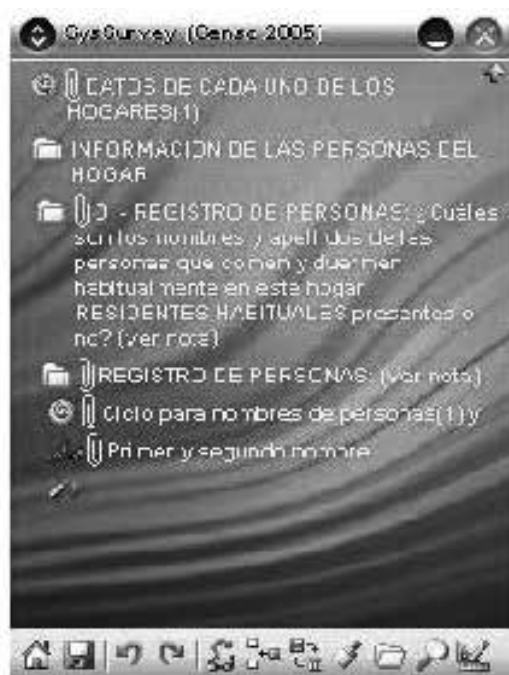 SysSurvey (Censo 2005)
DATOS DE CADA UNO DE LOS
HOGARES(1)
INFORMACION DE LAS PERSONAS DEL
HOGAR
- REGISTRO DE PERSONAS: ¿Cuáles
son los nombres y apellidos de las
personas que comen y duermen
habitualmente en este hogar
RESIDENTES HABITUALES presentes o
no? (ver nota)
REGISTRO DE PERSONAS: (ver nota)
Ciclo para nombres de personas(1) y
Primer y segundo nombre